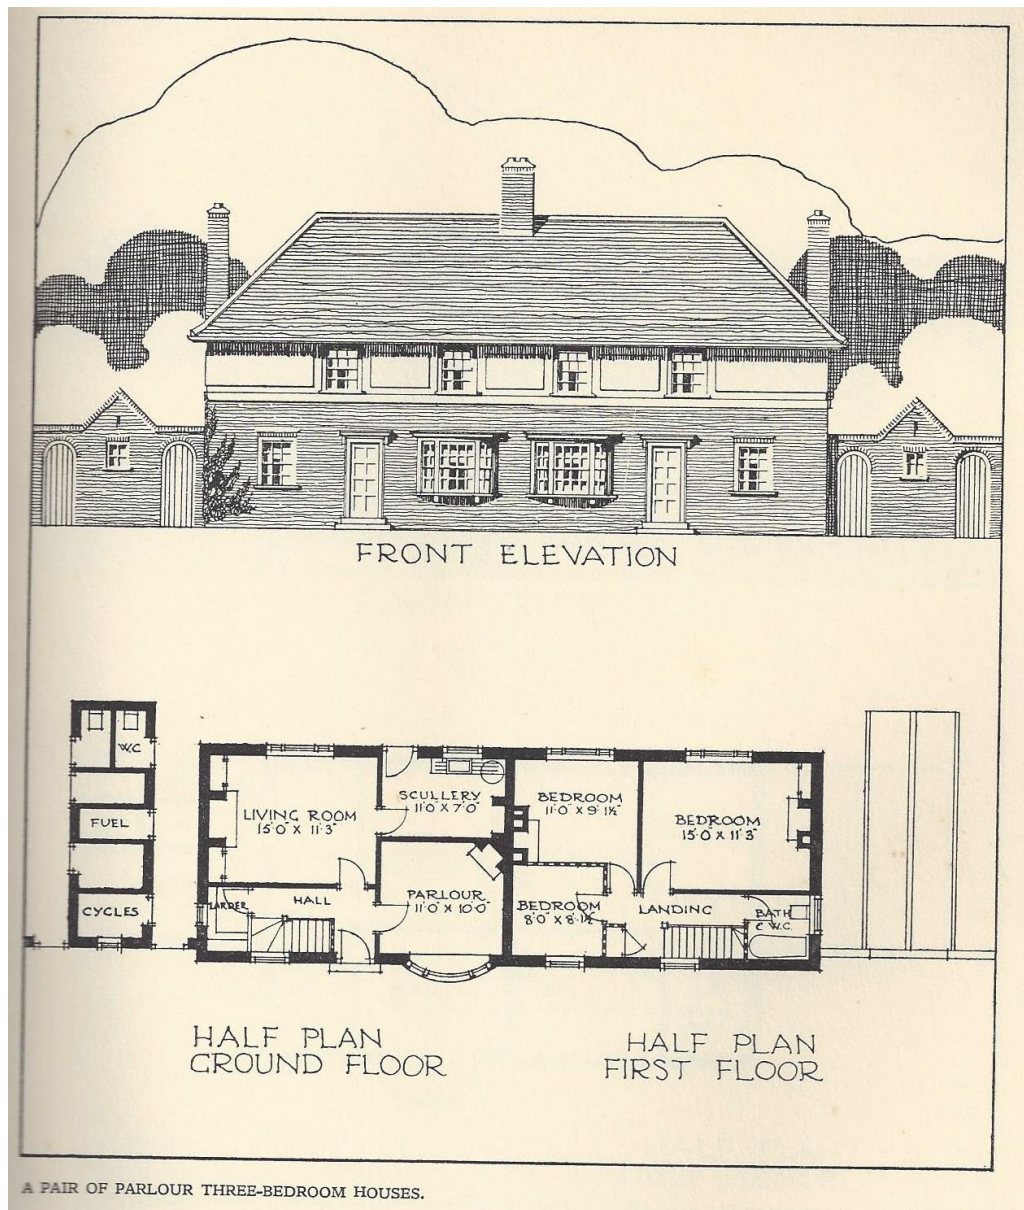 FRONT ELEVATION
W.C
FUEL
CYCLES
LIVING ROOM
15'0" X 11'3"
SCULLERY
11'0" X 7'0"
LARDER
HALL
PARLOUR
11'0" X 10'0"
BEDROOM
11'0" X 9'1½"
BEDROOM
15'0" X 11'3"
BEDROOM
8'0" X 8'1½"
LANDING
BATH
& W.C.
HALF PLAN
GROUND FLOOR
HALF PLAN
FIRST FLOOR
A PAIR OF PARLOUR THREE-BEDROOM HOUSES.